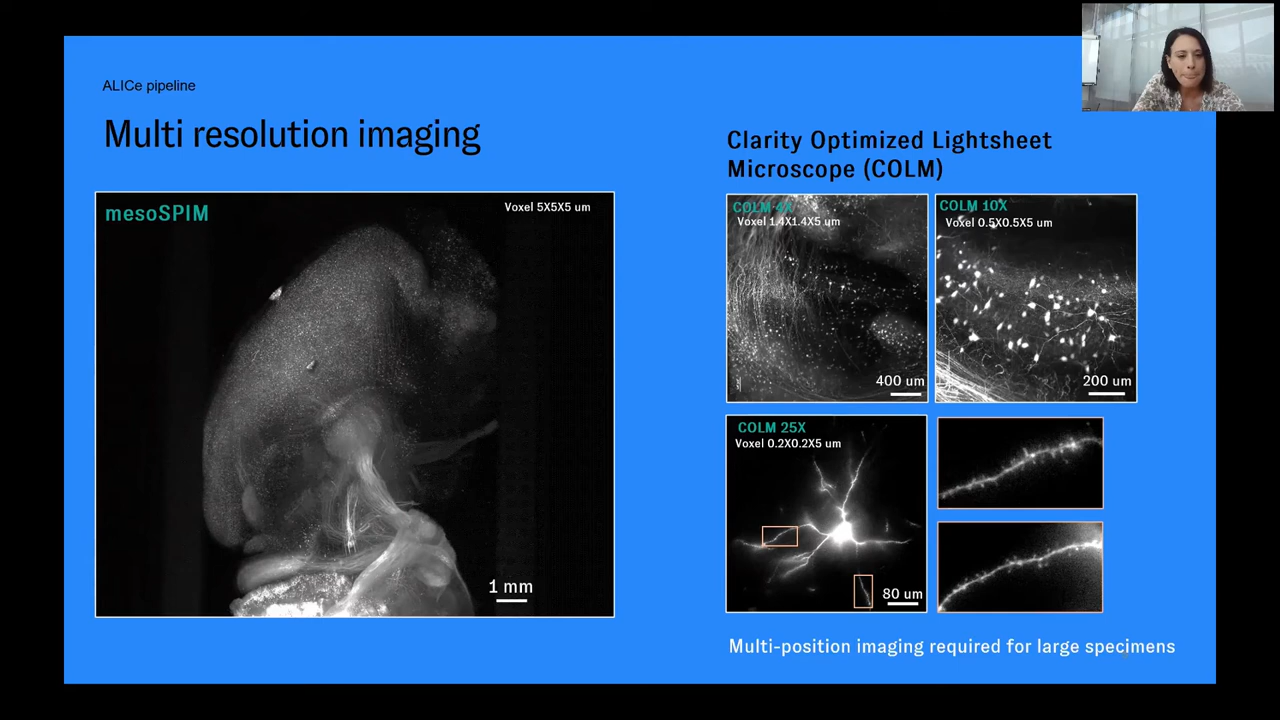 ALICe pipeline
Multi resolution imaging
mesoSPIM
Voxel 5X5X5 um
1 mm
Clarity Optimized Lightsheet
Microscope (COLM)
COLM 4X
Voxel 1.4X1.4X5 um
400 um
COLM 10X
Voxel 0.5X0.5X5 um
200 um
COLM 25X
Voxel 0.2X0.2X5 um
80 um
Multi-position imaging required for large specimens